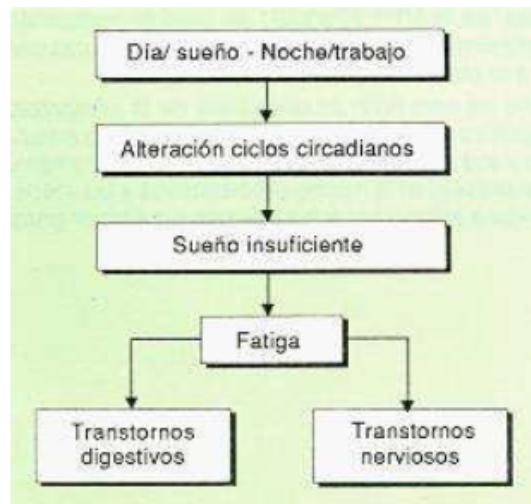 Día/ sueño - Noche/trabajo
Alteración ciclos circadianos
Sueño insuficiente
Fatiga
Transtornos
digestivos
Transtornos
nerviosos